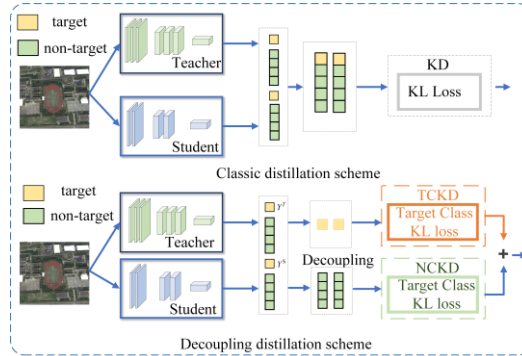 target
non-target
Teacher
Student
KD
KL Loss
Classic distillation scheme
target
non-target
Teacher
Student
Decoupling
TCKD
Target Class
KL loss
+
NCKD
Target Class
KL loss
Decoupling distillation scheme